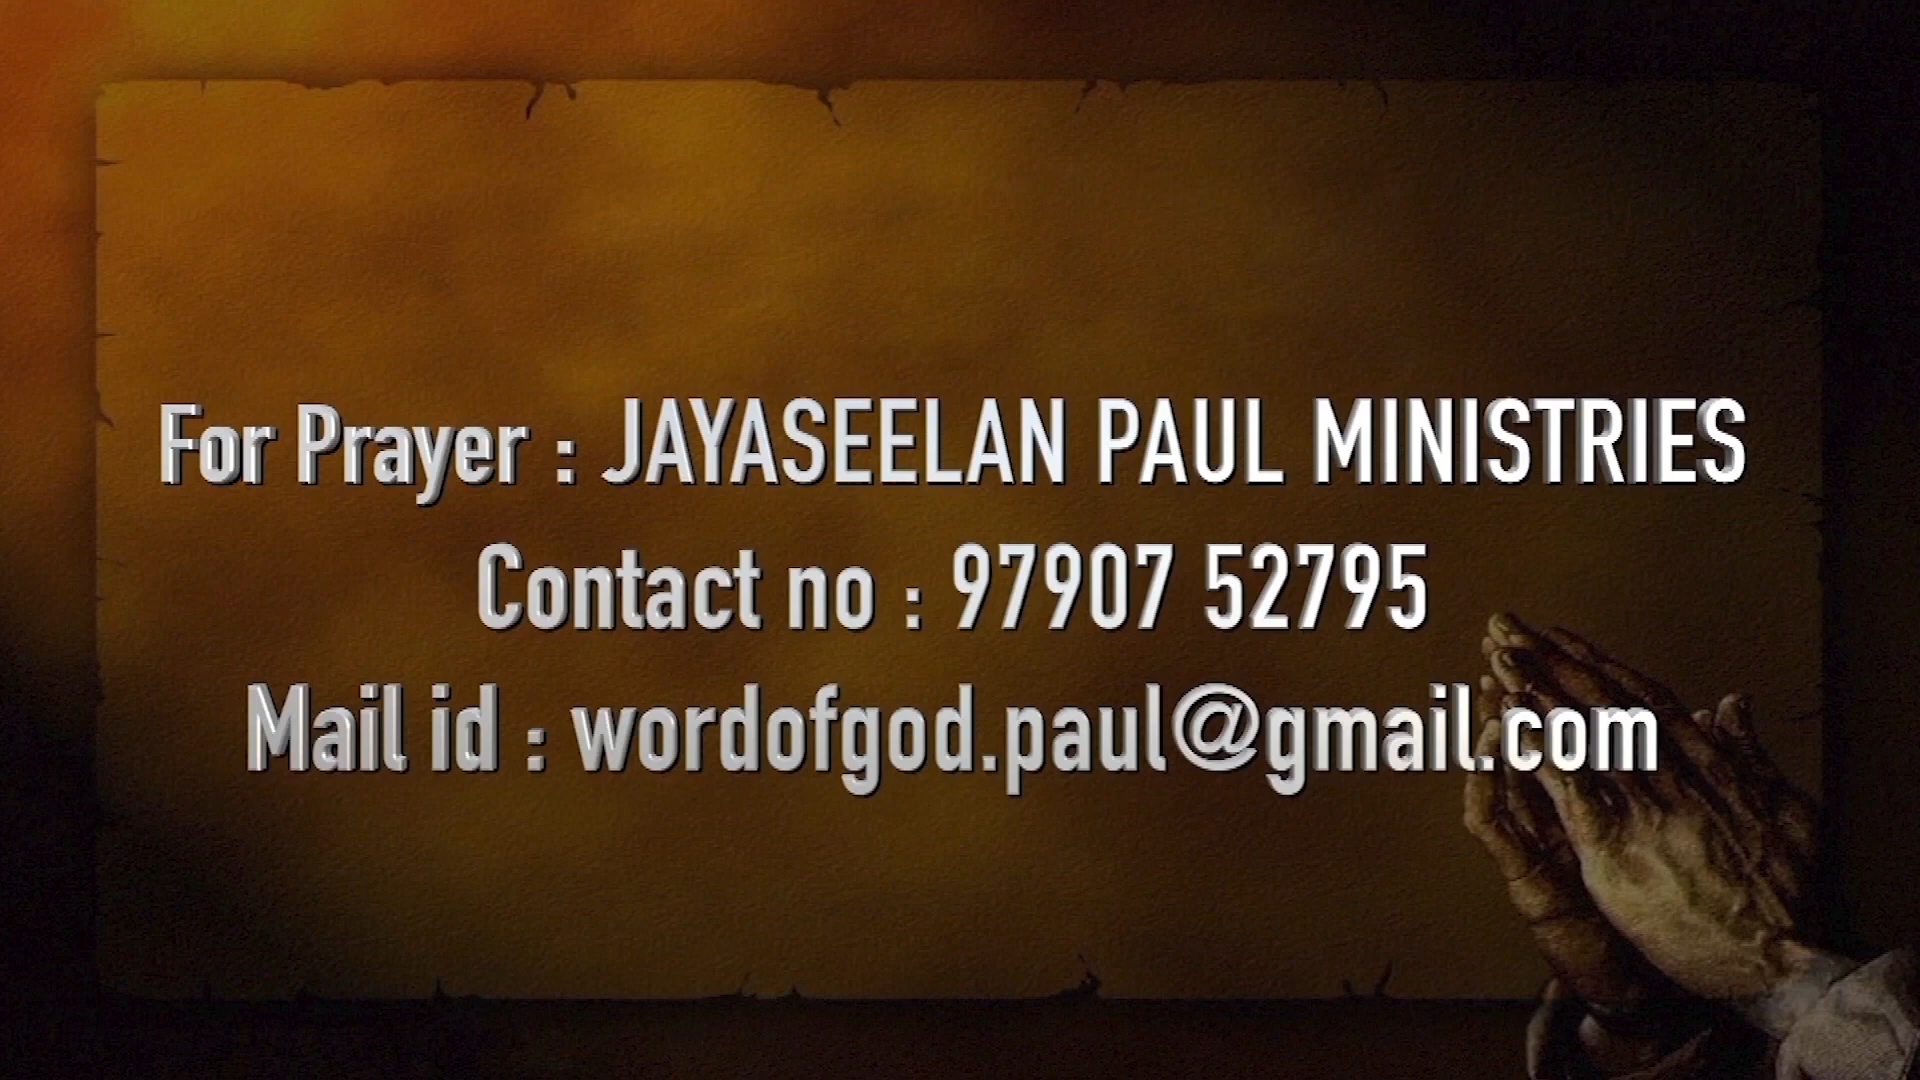 For Prayer : JAYASEELAN PAUL MINISTRIES
Contact no : 97907 52795
Mail id : wordofgod.paul@gmail.com